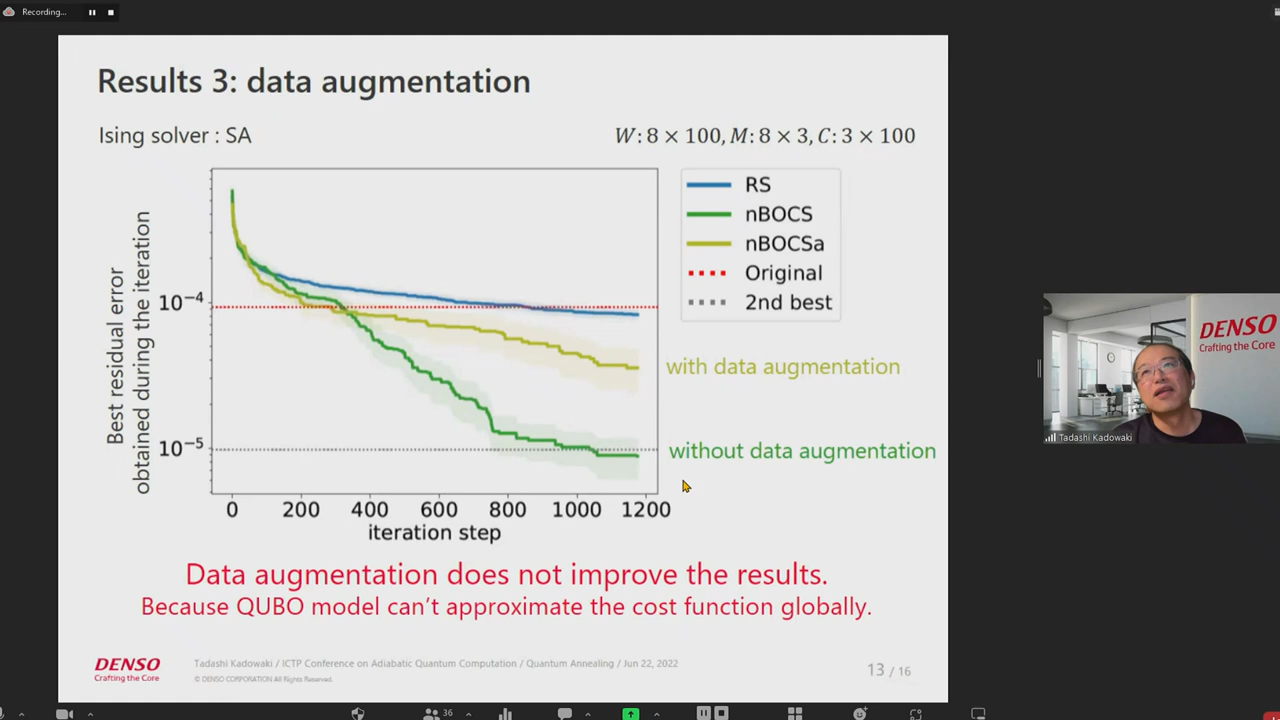 Recording...
Results 3: data augmentation
Ising solver : SA
W: 8 × 100, M: 8 × 3, C: 3 × 100
Best residual error
obtained during the iteration
10⁻⁴
10⁻⁵
0 200 400 600 800 1000 1200
iteration step
RS
nBOCS
nBOCSa
Original
2nd best
with data augmentation
without data augmentation
Data augmentation does not improve the results.
Because QUBO model can't approximate the cost function globally.
DENSO
Crafting the Core
Tadashi Kadowaki / ICTP Conference on Adiabatic Quantum Computation / Quantum Annealing / Jun 22, 2022
© DENSO CORPORATION All Rights Reserved.
13 / 16
DENSO
Crafting the Core
Tadashi Kadowaki
36